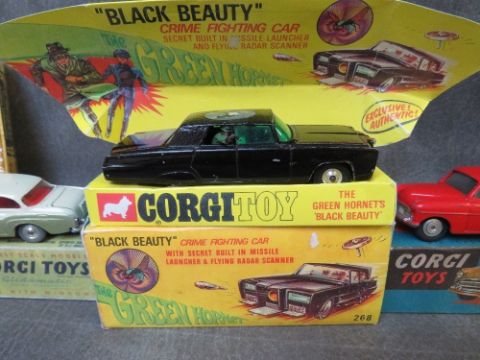 "BLACK BEAUTY"
CRIME FIGHTING CAR
SECRET BUILT IN MISSILE LAUNCHER
AND FLYING RADAR SCANNER
THE
GREEN HORNET
EXCLUSIVE!
AUTHENTIC!
CORGI TOY
THE
GREEN HORNET'S
'BLACK BEAUTY'
"BLACK BEAUTY" CRIME FIGHTING CAR
WITH SECRET BUILT IN MISSILE
LAUNCHER & FLYING RADAR SCANNER
THE
GREEN HORNET
268
CORGI TOYS
CORGI
TOYS